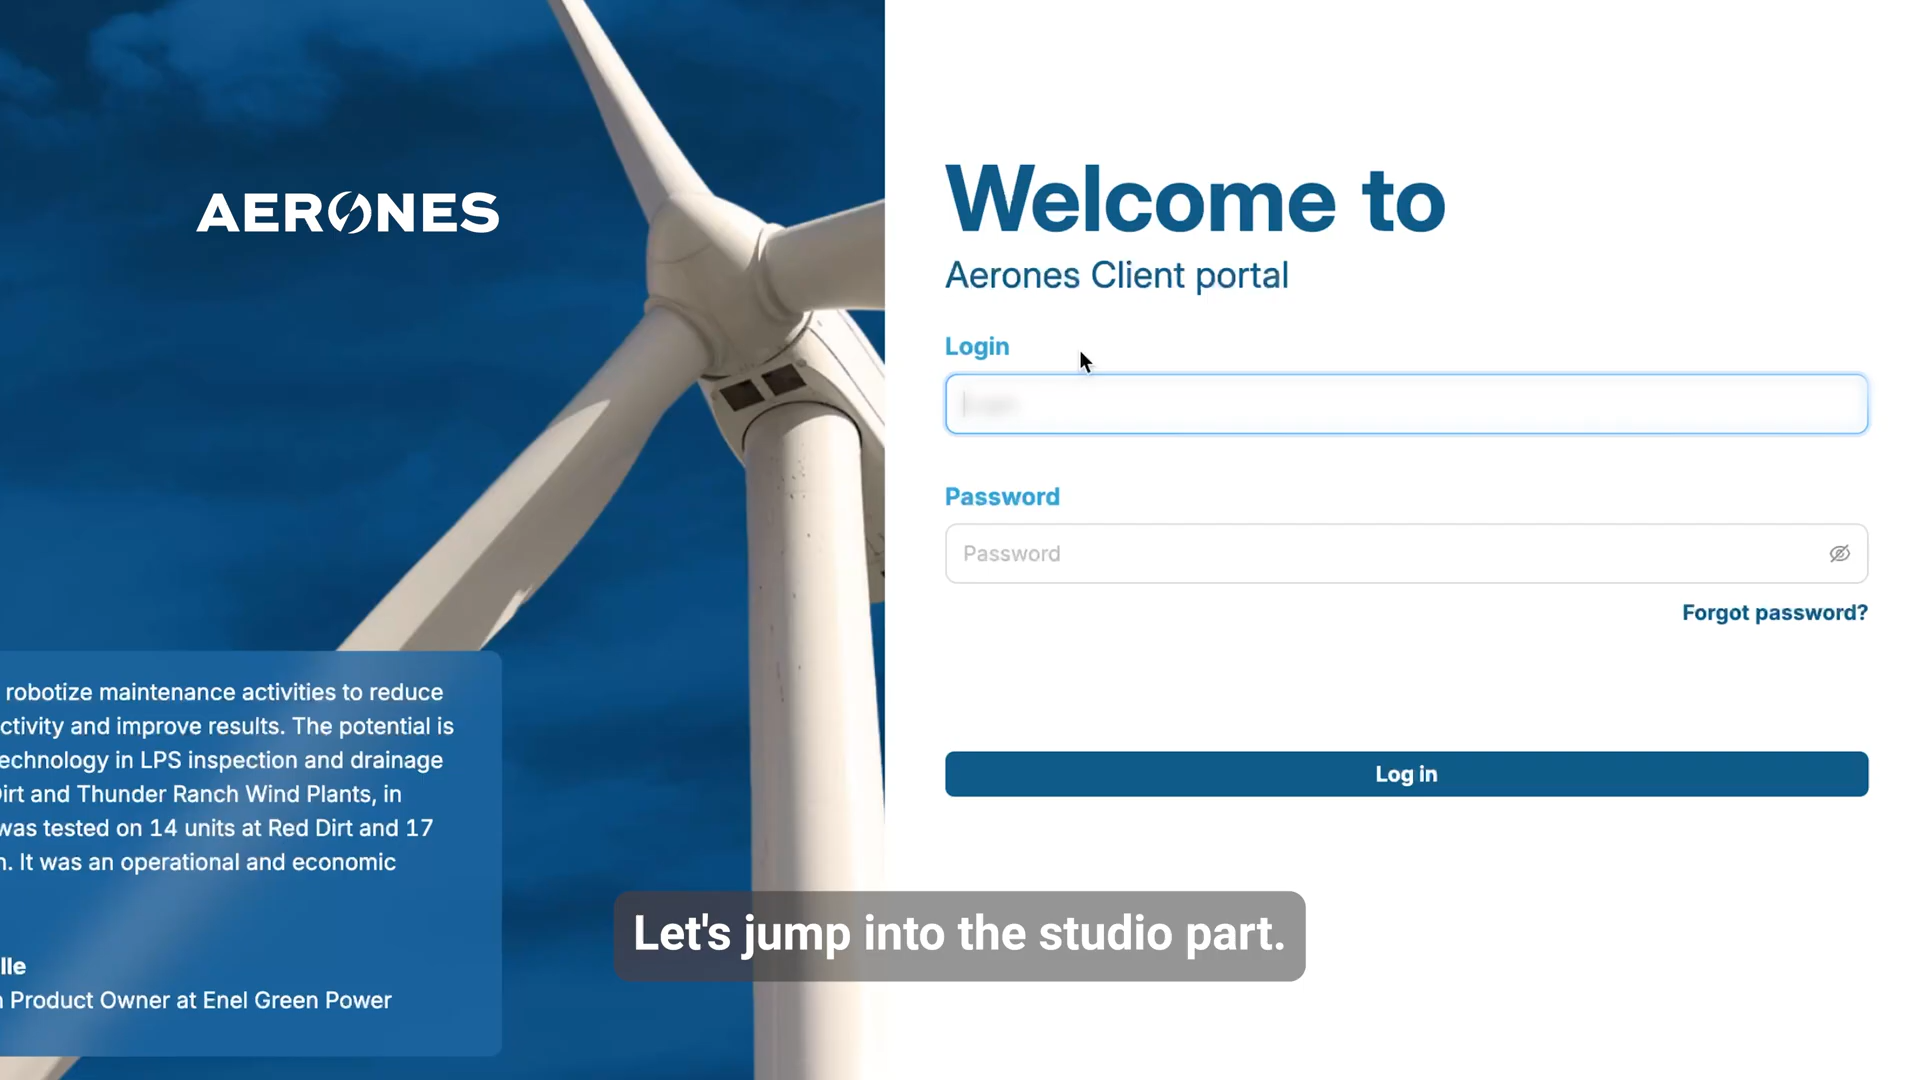 AERONES
Welcome to
Aerones Client portal
Login
Password
Password
Forgot password?
Log in
robotize maintenance activities to reduce
ctivity and improve results. The potential is
echnology in LPS inspection and drainage
irt and Thunder Ranch Wind Plants, in
was tested on 14 units at Red Dirt and 17
. It was an operational and economic
lle
Product Owner at Enel Green Power
Let's jump into the studio part.